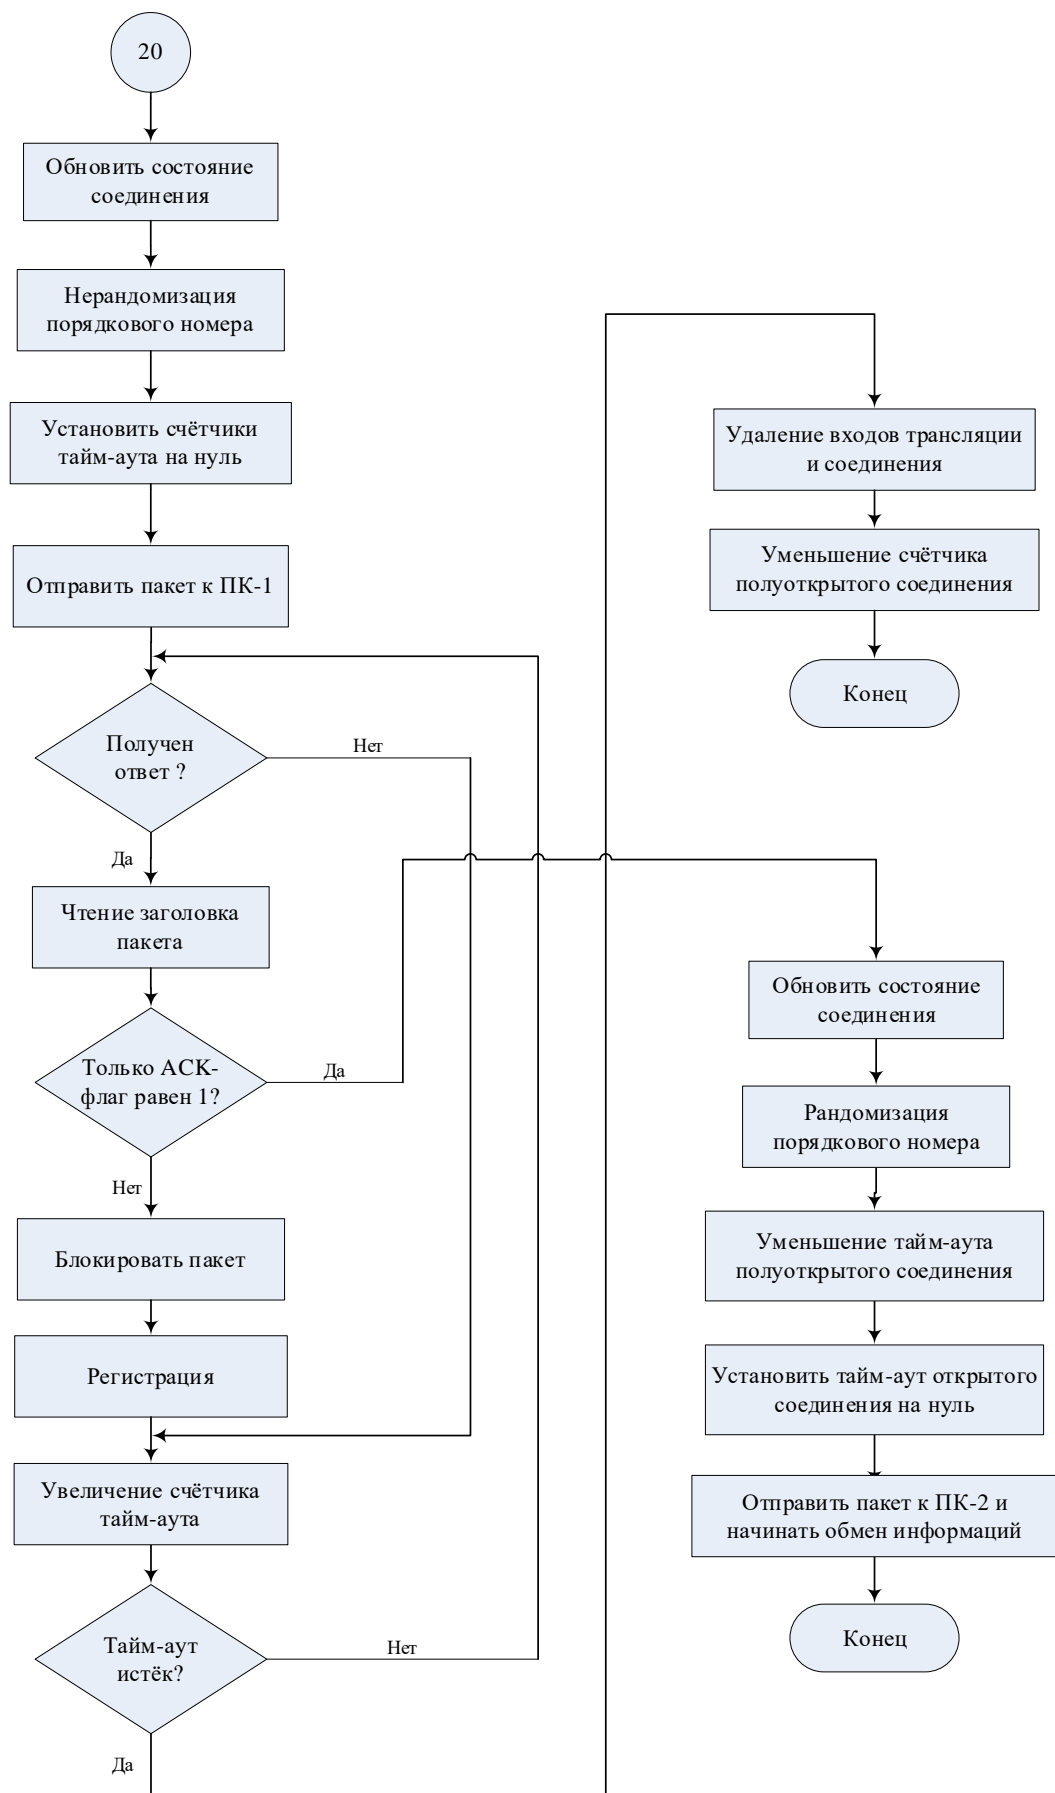 20
Обновить состояние
соединения
Нерандомизация
порядкового номера
Установить счётчики
тайм-аута на нуль
Отправить пакет к ПК-1
Получен
ответ ?
Нет
Да
Чтение заголовка
пакета
Только ACK-
флаг равен 1?
Да
Нет
Блокировать пакет
Регистрация
Увеличение счётчика
тайм-аута
Тайм-аут
истёк?
Нет
Да
Удаление входов трансляции
и соединения
Уменьшение счётчика
полуоткрытого соединения
Конец
Обновить состояние
соединения
Рандомизация
порядкового номера
Уменьшение тайм-аута
полуоткрытого соединения
Установить тайм-аут открытого
соединения на нуль
Отправить пакет к ПК-2 и
начинать обмен информаций
Конец